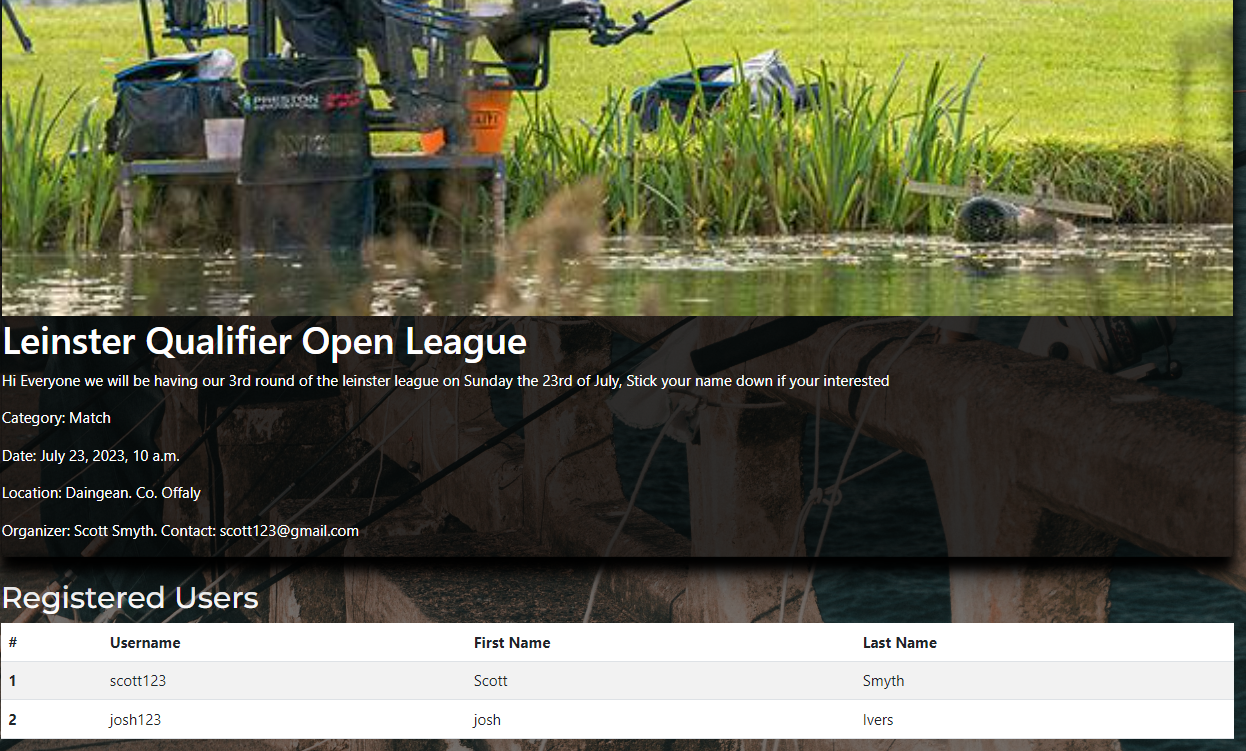 PRESTON
INNOVATIONS
Leinster Qualifier Open League
Hi Everyone we will be having our 3rd round of the leinster league on Sunday the 23rd of July, Stick your name down if your interested
Category: Match
Date: July 23, 2023, 10 a.m.
Location: Daingean. Co. Offaly
Organizer: Scott Smyth. Contact: scott123@gmail.com
Registered Users
# Username First Name Last Name
1 scott123 Scott Smyth
2 josh123 josh Ivers